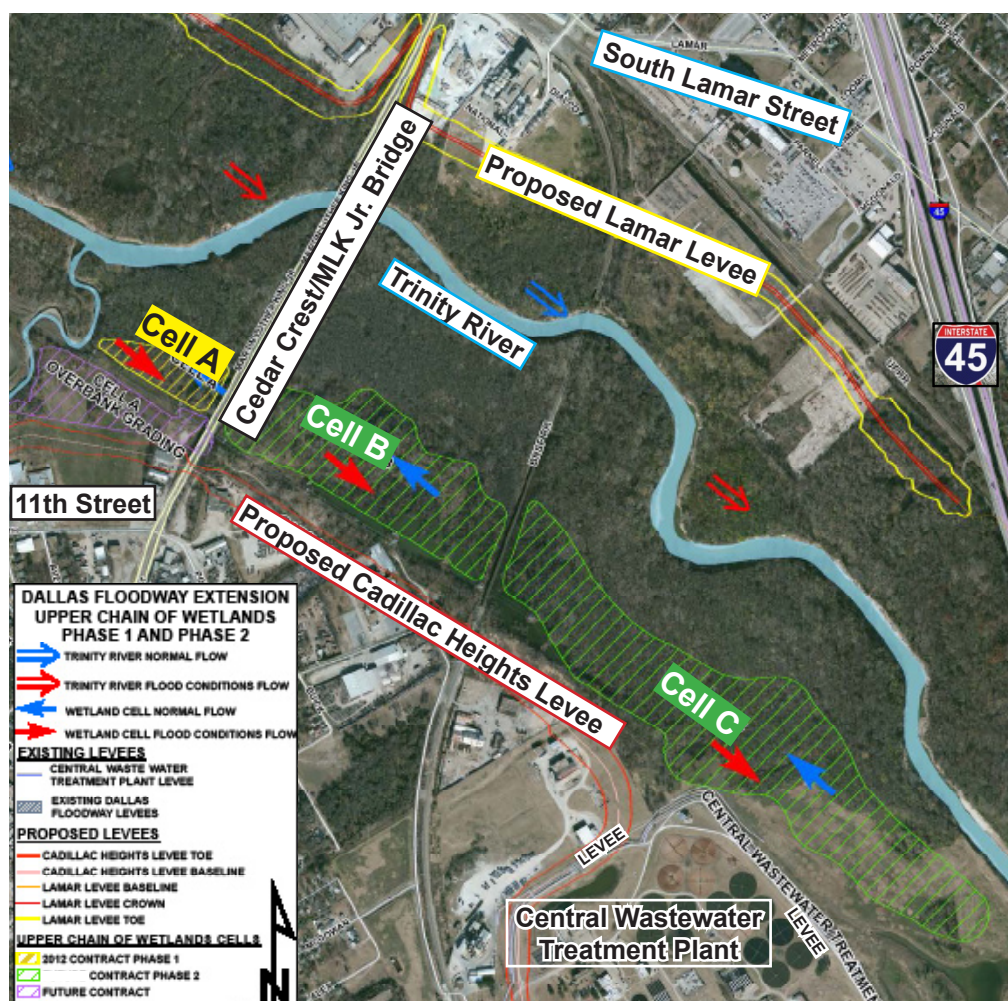 LAMAR
South Lamar Street
NATIONAL
MCDONALD
Proposed Lamar Levee
Cedar Crest/MLK Jr. Bridge
Trinity River
45
INTERSTATE
45
Cell A
CELL A
OVERBANK GRADING
Cell B
11th Street
Proposed Cadillac Heights Levee
Cell C
LEVEE
CENTRAL WASTEWATER TREATMENT
LEVEE
Central Wastewater
Treatment Plant
DALLAS FLOODWAY EXTENSION
UPPER CHAIN OF WETLANDS
PHASE 1 AND PHASE 2
TRINITY RIVER NORMAL FLOW
TRINITY RIVER FLOOD CONDITIONS FLOW
WETLAND CELL NORMAL FLOW
WETLAND CELL FLOOD CONDITIONS FLOW
EXISTING LEVEES
CENTRAL WASTE WATER
TREATMENT PLANT LEVEE
EXISTING DALLAS
FLOODWAY LEVEES
PROPOSED LEVEES
CADILLAC HEIGHTS LEVEE TOE
CADILLAC HEIGHTS LEVEE BASELINE
LAMAR LEVEE BASELINE
LAMAR LEVEE CROWN
LAMAR LEVEE TOE
UPPER CHAIN OF WETLANDS CELLS
2012 CONTRACT PHASE 1
CONTRACT PHASE 2
FUTURE CONTRACT
N